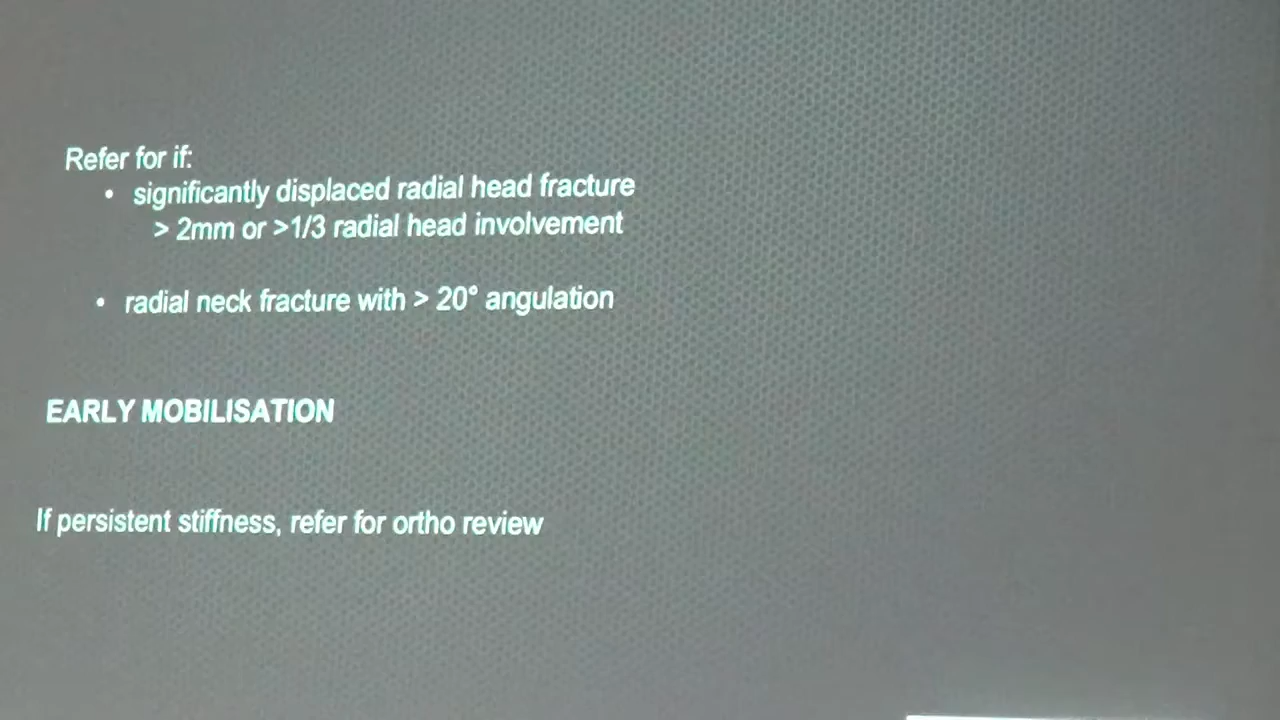 Refer for if:
• significantly displaced radial head fracture
> 2mm or >1/3 radial head involvement
• radial neck fracture with > 20° angulation
EARLY MOBILISATION
If persistent stiffness, refer for ortho review